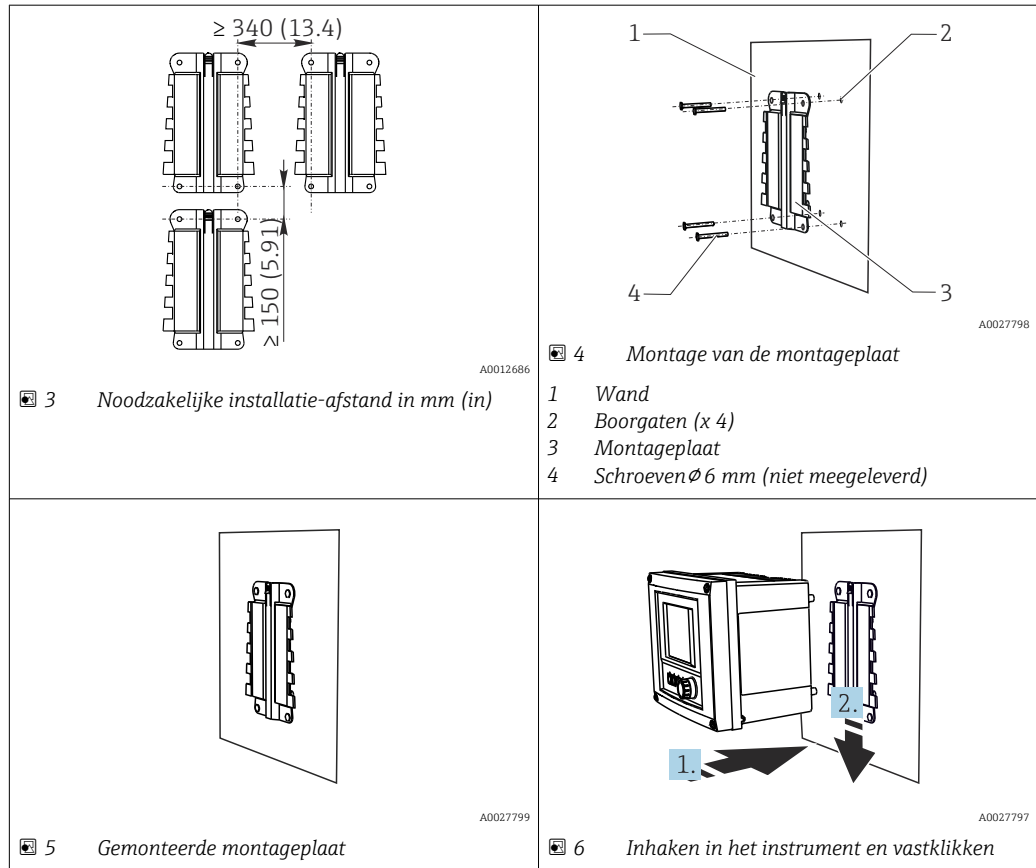 ≥ 340 (13.4)
≥ 150 (5.91)
A0012686
3 Noodzakelijke installatie-afstand in mm (in)
1
2
4
3
A0027798
4 Montage van de montageplaat
1 Wand
2 Boorgaten (x 4)
3 Montageplaat
4 Schroeven Ø 6 mm (niet meegeleverd)
A0027799
5 Gemonteerde montageplaat
2.
1.
A0027797
6 Inhaken in het instrument en vastklikken